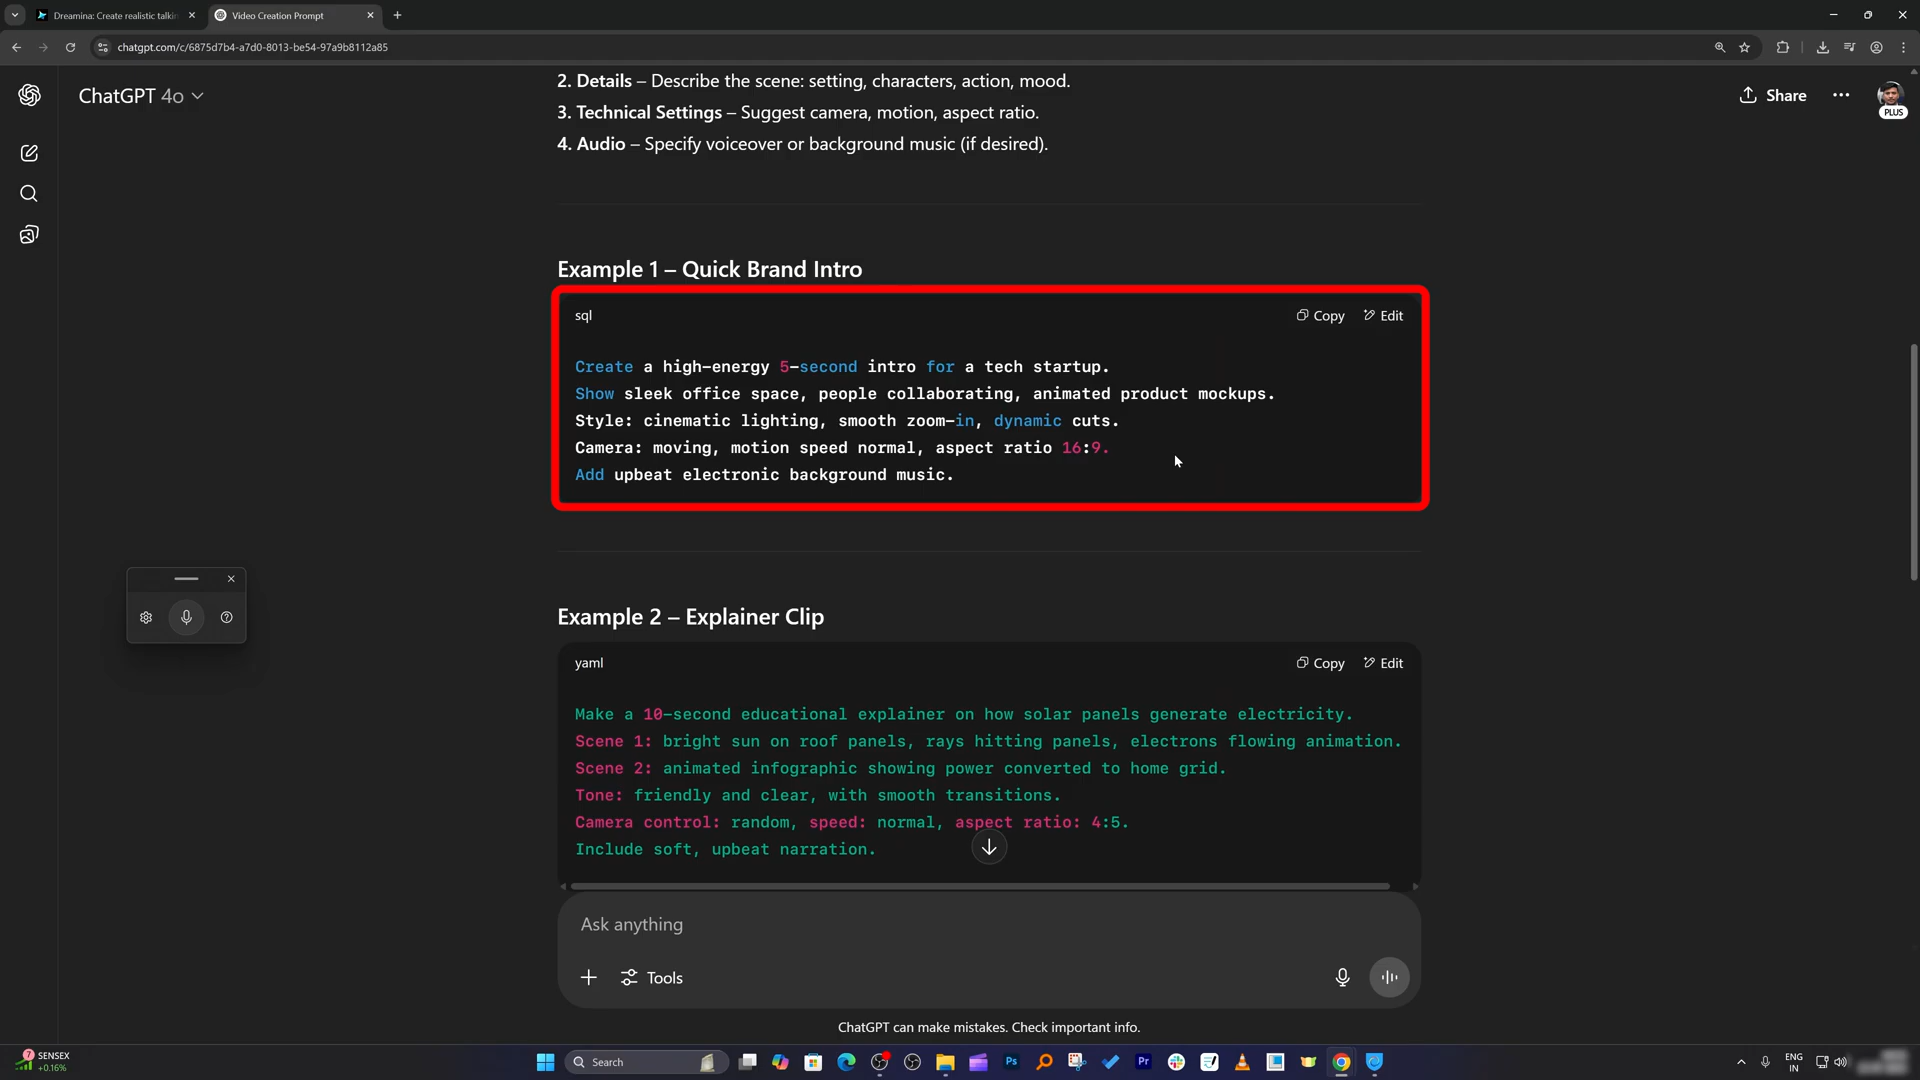 Dreamina: Create realistic talkin
Video Creation Prompt
chatgpt.com/c/6875d7b4-a7d0-8013-be54-97a9b8112a85
ChatGPT 4o
Share
PLUS
2. Details – Describe the scene: setting, characters, action, mood.
3. Technical Settings – Suggest camera, motion, aspect ratio.
4. Audio – Specify voiceover or background music (if desired).
Example 1 – Quick Brand Intro
sql
Copy
Edit
Create a high-energy 5-second intro for a tech startup.
Show sleek office space, people collaborating, animated product mockups.
Style: cinematic lighting, smooth zoom-in, dynamic cuts.
Camera: moving, motion speed normal, aspect ratio 16:9.
Add upbeat electronic background music.
Example 2 – Explainer Clip
yaml
Copy
Edit
Make a 10-second educational explainer on how solar panels generate electricity.
Scene 1: bright sun on roof panels, rays hitting panels, electrons flowing animation.
Scene 2: animated infographic showing power converted to home grid.
Tone: friendly and clear, with smooth transitions.
Camera control: random, speed: normal, aspect ratio: 4:5.
Include soft, upbeat narration.
Ask anything
Tools
ChatGPT can make mistakes. Check important info.
7
SENSEX
+0.16%
Search
Ps
Pr
ENG
IN